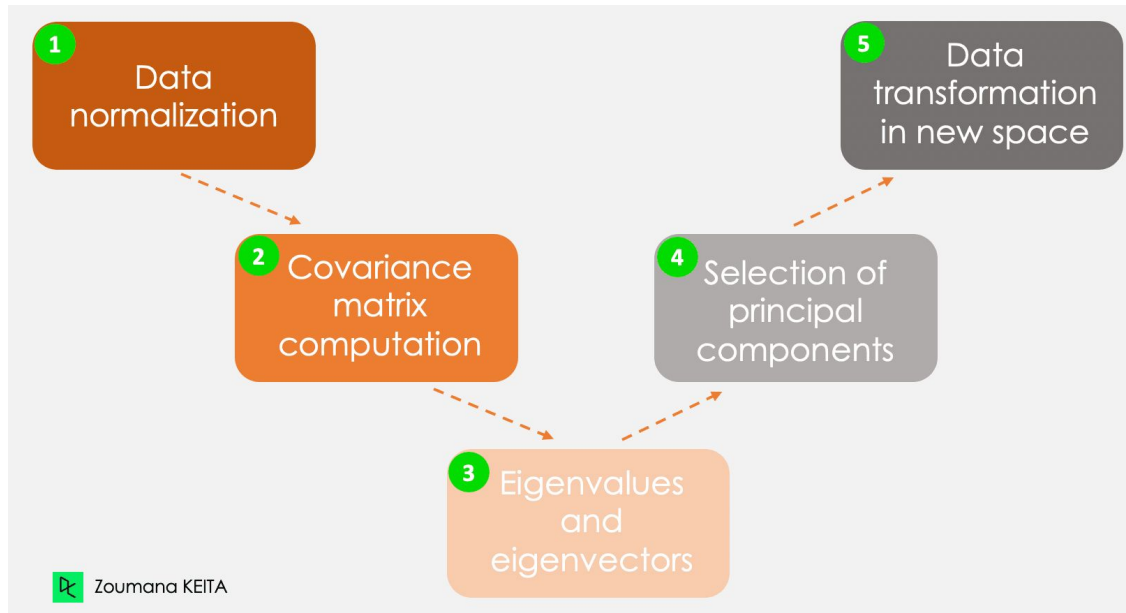 1
Data
normalization
2
Covariance
matrix
computation
3
Eigenvalues
and
eigenvectors
4
Selection of
principal
components
5
Data
transformation
in new space
Zoumana KEITA